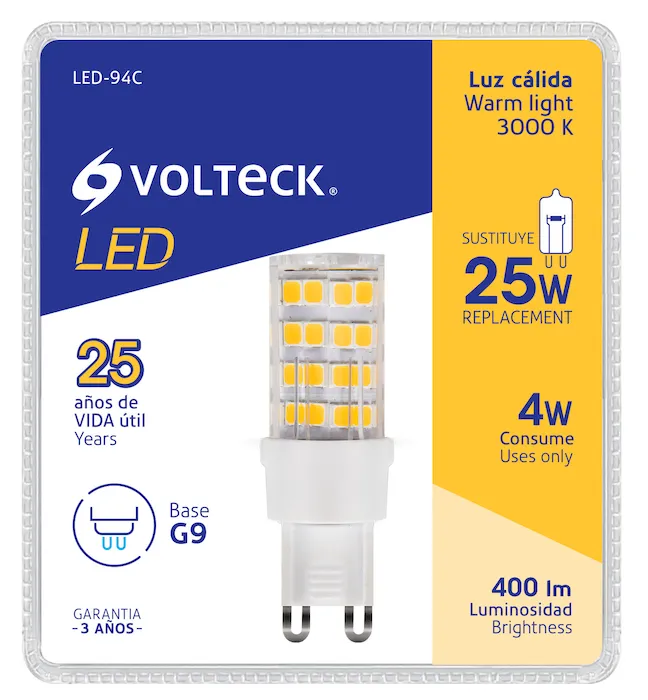 LED-94C
VOLTECK®
LED
25
años de
VIDA útil
Years
Base
G9
GARANTIA
- 3 AÑOS -
Luz cálida
Warm light
3000 K
SUSTITUYE
25W
REPLACEMENT
4W
Consume
Uses only
400 lm
Luminosidad
Brightness